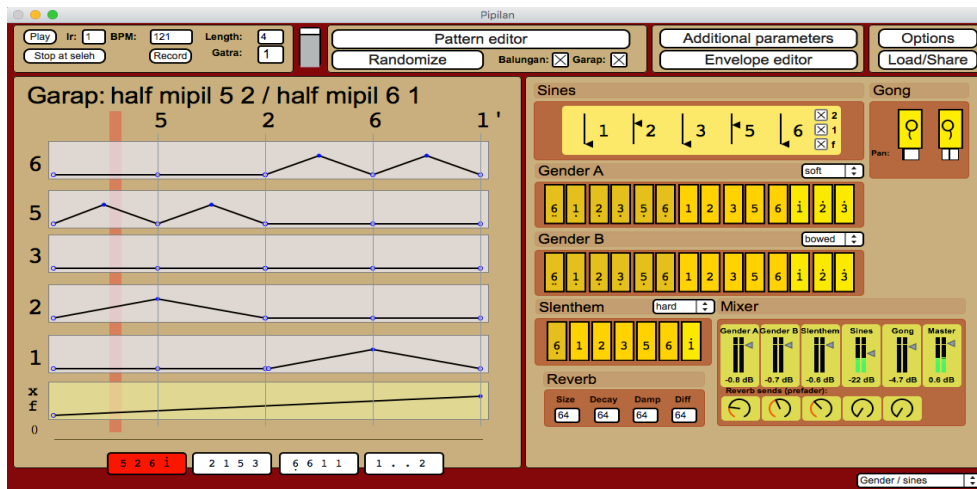 Pipilan
Play Ir: 1 BPM: 121 Length: 4
Stop at seleh Record Gatra: 1
Pattern editor
Randomize Balungan: Garap:
Additional parameters
Envelope editor
Options
Load/Share
Garap: half mipil 5 2 / half mipil 6 1
5 2 6 1 '
6
5
3
2
1
x
f
()
5 2 6 i
2 1 5 3
6̣ 6 1 1
1 . . 2
Sines
1 2 3 5 6
2
1
f
Gong
Pan:
Gender A soft
6̤ 1̣ 2̣ 3̣ 5̣ 6̣ 1 2 3 5 6 i 2̇ 3̇
Gender B bowed
6̤ 1̣ 2̣ 3̣ 5̣ 6̣ 1 2 3 5 6 i 2̇ 3̇
Slenthem hard
6̣ 1 2 3 5 6 i
Mixer
Gender A Gender B Slenthem Sines Gong Master
-0.8 dB -0.7 dB -0.6 dB -22 dB -4.7 dB 0.6 dB
Reverb sends (prefader):
Reverb
Size Decay Damp Diff
64 64 64 64
Gender / sines